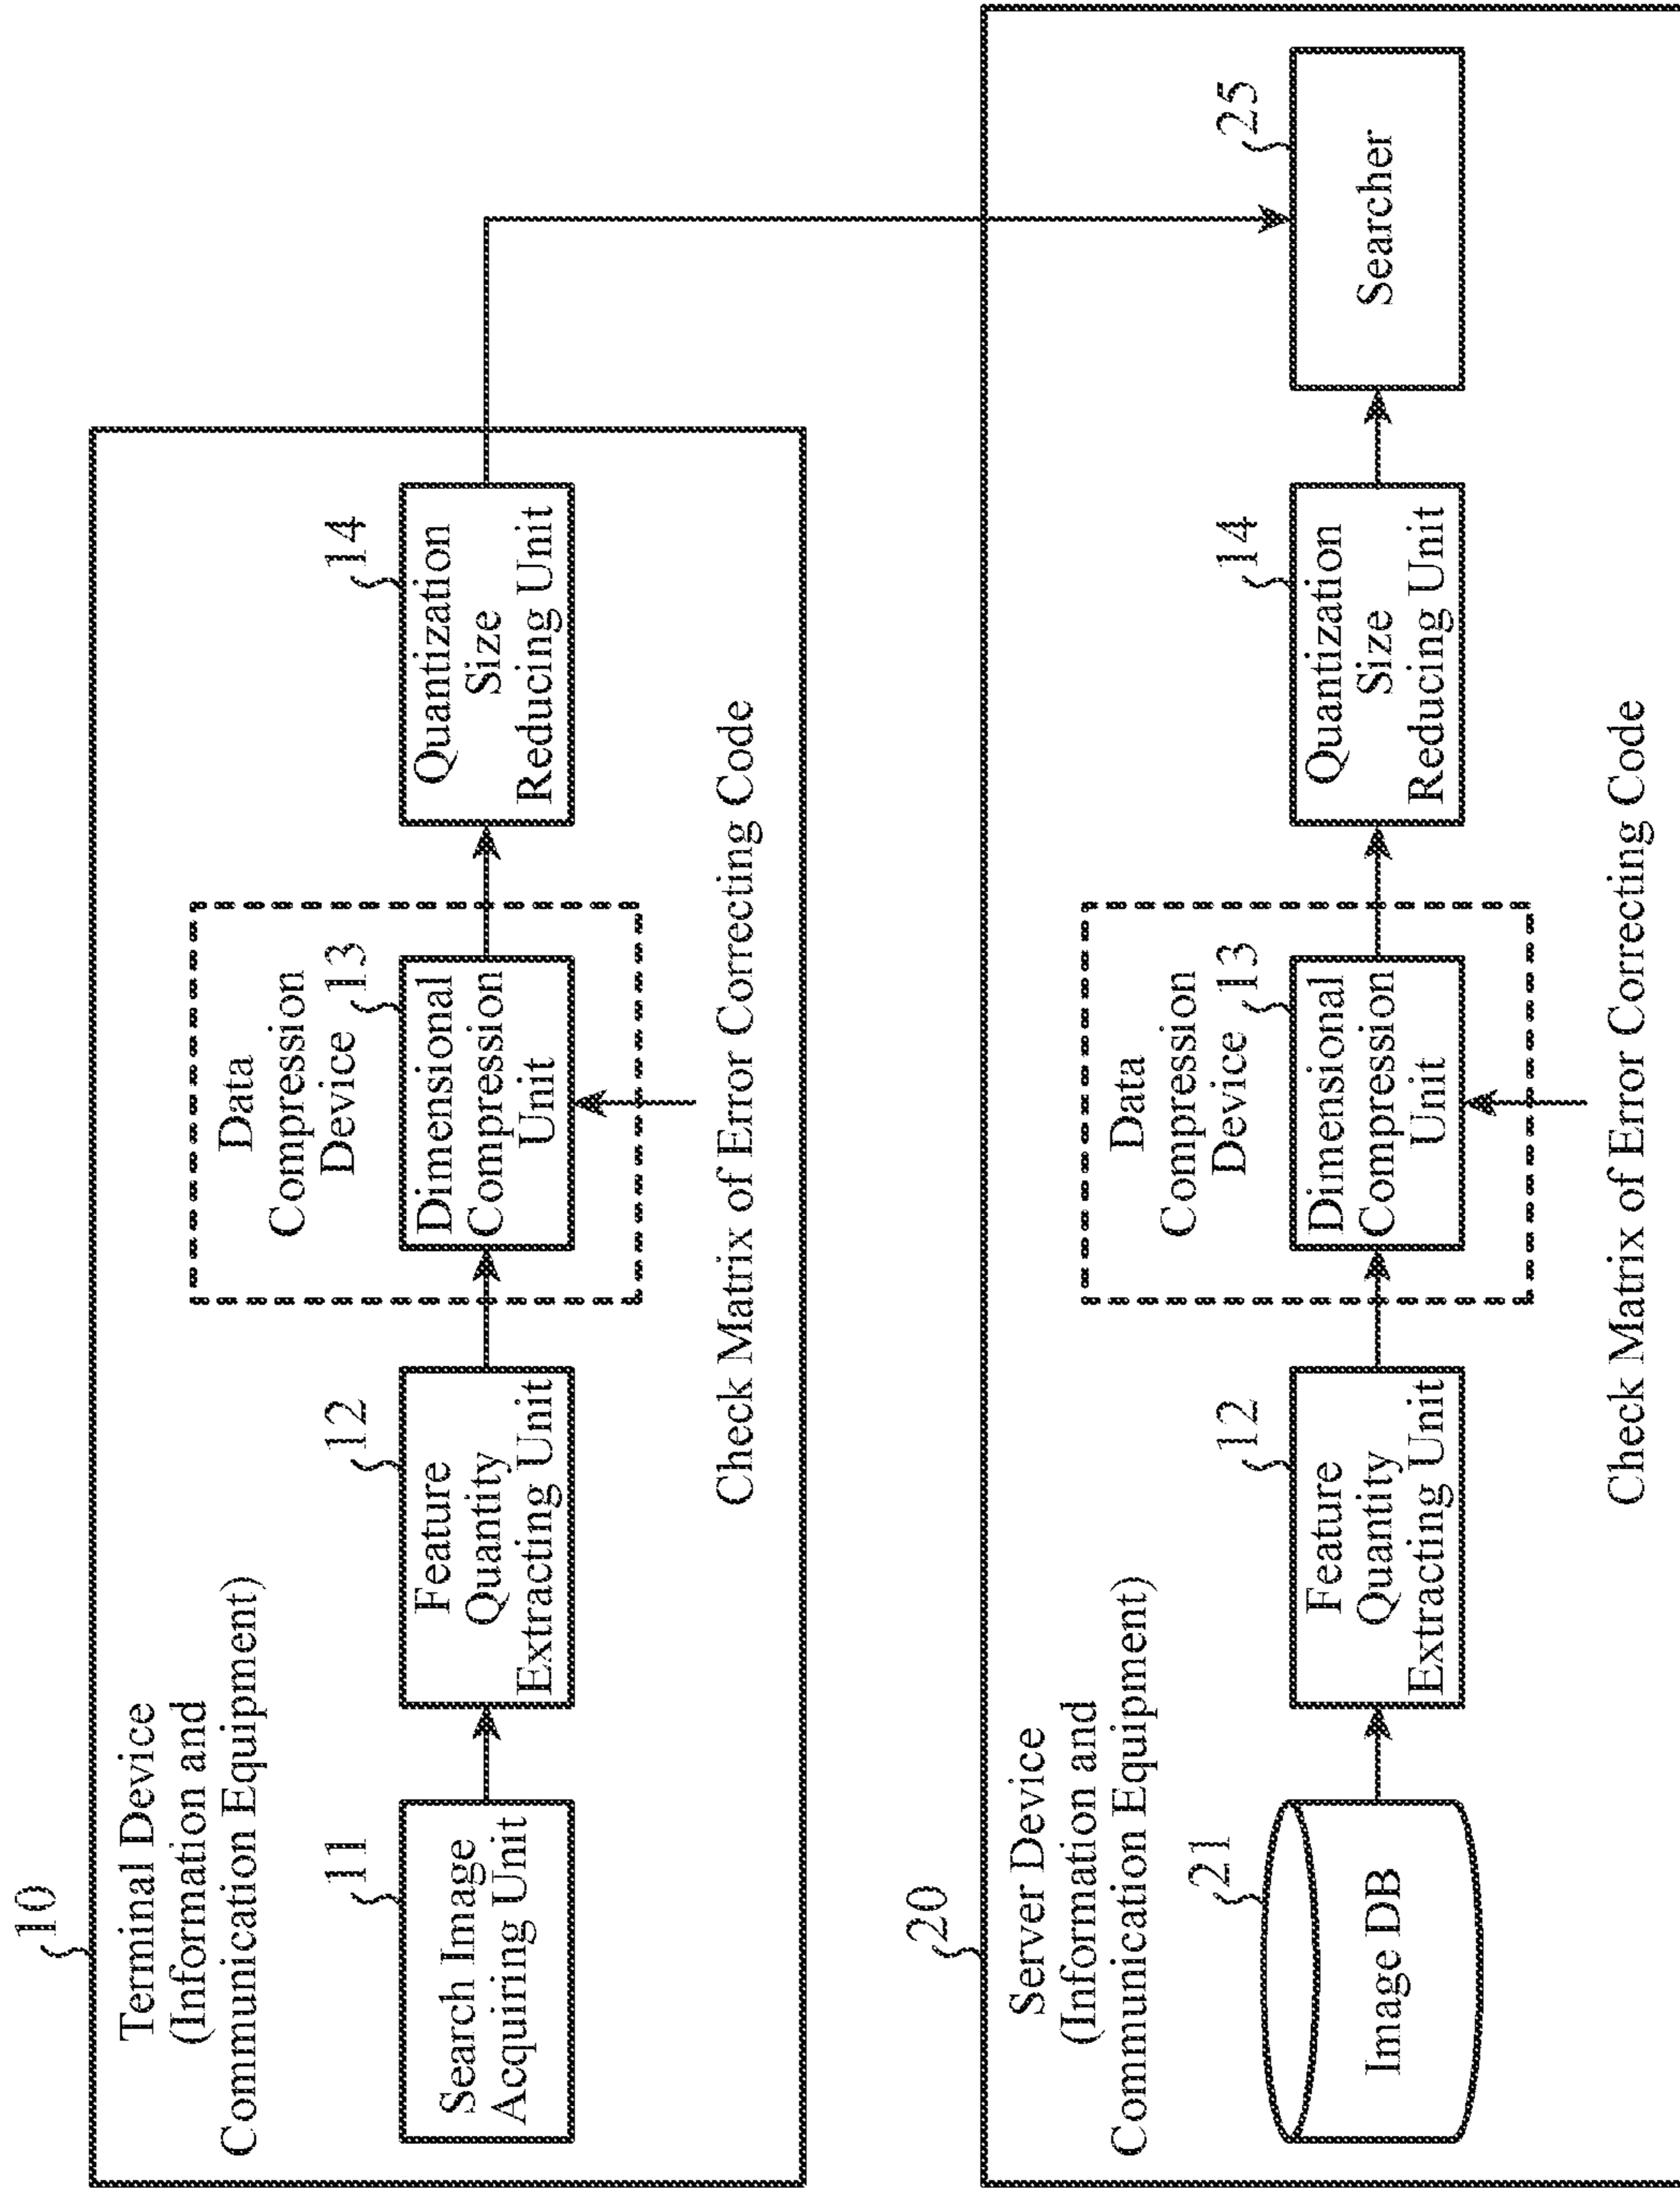 10
Terminal Device
(Information and
Communication Equipment)
11
Search Image
Acquiring Unit
12
Feature
Quantity
Extracting Unit
Data
Compression
Device
13
Dimensional
Compression
Unit
14
Quantization
Size
Reducing Unit
Check Matrix of Error Correcting Code
20
Server Device
(Information and
Communication Equipment)
21
Image DB
12
Feature
Quantity
Extracting Unit
Data
Compression
Device
13
Dimensional
Compression
Unit
14
Quantization
Size
Reducing Unit
25
Searcher
Check Matrix of Error Correcting Code